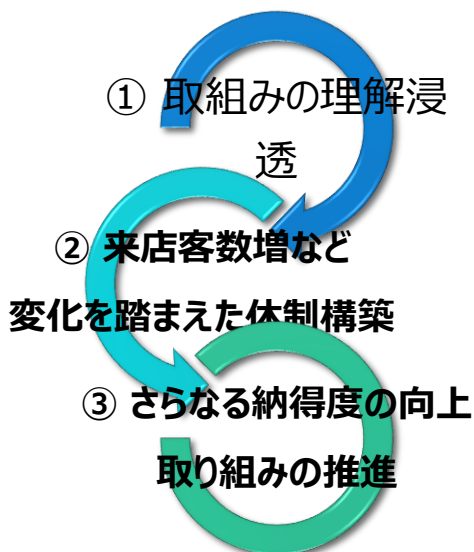 ① 取組みの理解浸
透
② 来店客数増など
変化を踏まえた体制構築
③ さらなる納得度の向上
取り組みの推進